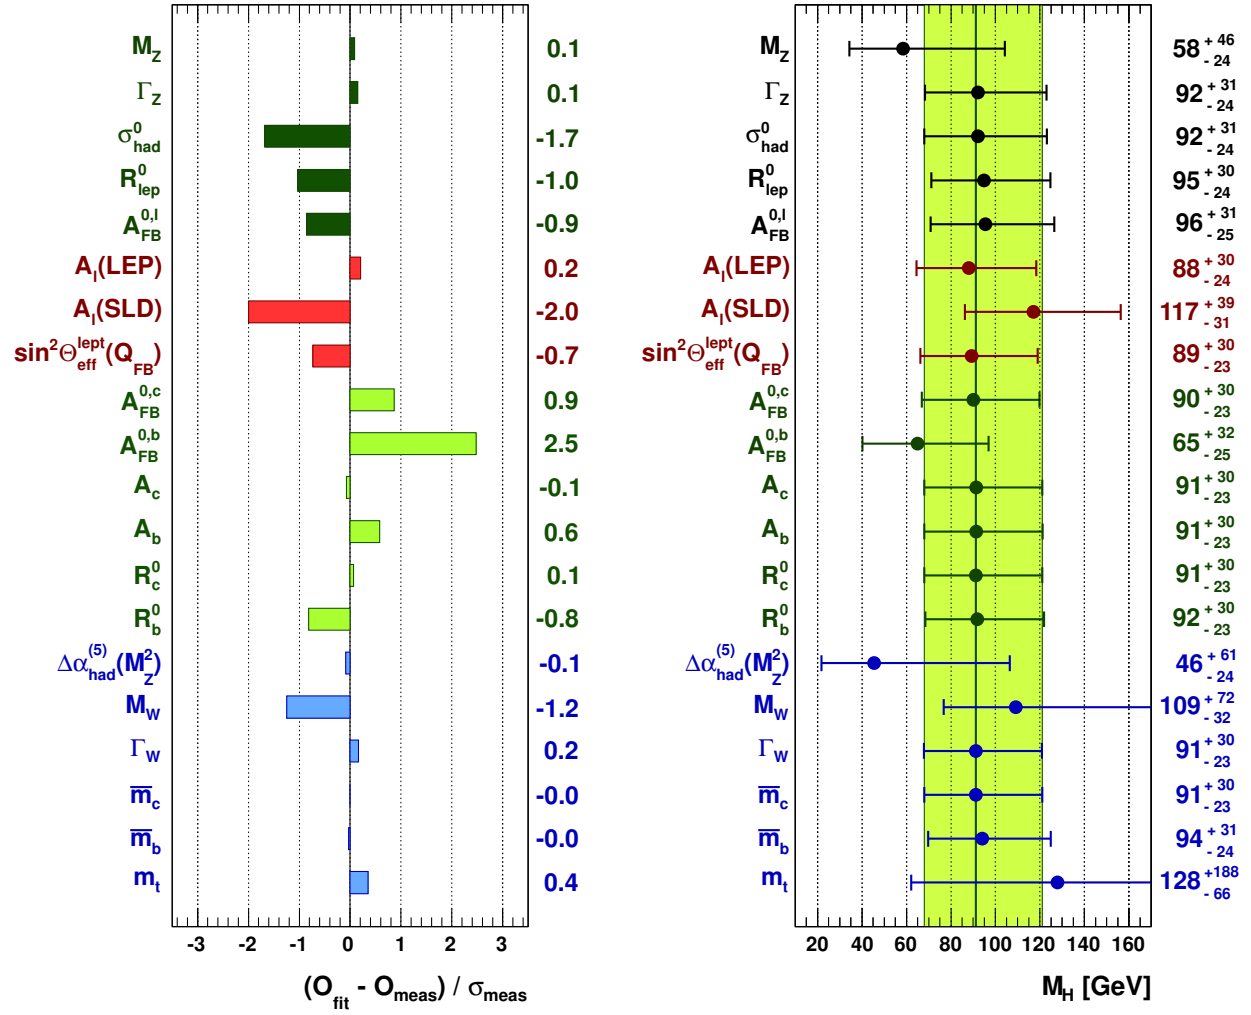 M_Z 0.1
Γ_Z 0.1
σ^0_had -1.7
R^0_lep -1.0
A^{0,l}_FB -0.9
A_l(LEP) 0.2
A_l(SLD) -2.0
sin²Θ^lept_eff(Q_FB) -0.7
A^{0,c}_FB 0.9
A^{0,b}_FB 2.5
A_c -0.1
A_b 0.6
R^0_c 0.1
R^0_b -0.8
Δα^(5)_had(M²_Z) -0.1
M_W -1.2
Γ_W 0.2
m̅_c -0.0
m̅_b -0.0
m_t 0.4
-3 -2 -1 0 1 2 3
(O_fit - O_meas) / σ_meas
M_Z 58 +46 -24
Γ_Z 92 +31 -24
σ^0_had 92 +31 -24
R^0_lep 95 +30 -24
A^{0,l}_FB 96 +31 -25
A_l(LEP) 88 +30 -24
A_l(SLD) 117 +39 -31
sin²Θ^lept_eff(Q_FB) 89 +30 -23
A^{0,c}_FB 90 +30 -23
A^{0,b}_FB 65 +32 -25
A_c 91 +30 -23
A_b 91 +30 -23
R^0_c 91 +30 -23
R^0_b 92 +30 -23
Δα^(5)_had(M²_Z) 46 +61 -24
M_W 109 +72 -32
Γ_W 91 +30 -23
m̅_c 91 +30 -23
m̅_b 94 +31 -24
m_t 128 +188 -66
20 40 60 80 100 120 140 160
M_H [GeV]